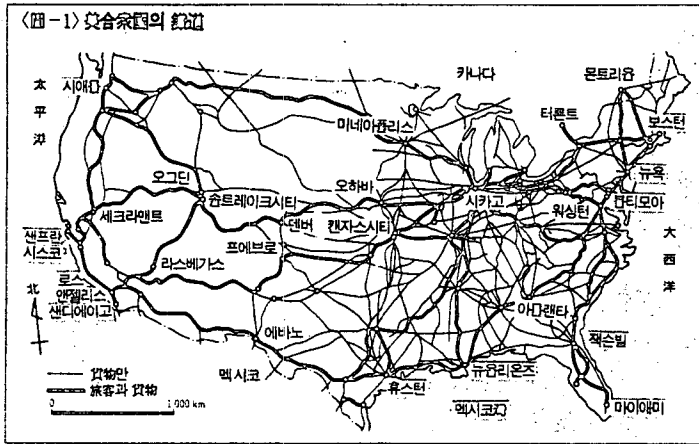 〈圖-1〉美合衆國의 鐵道
太平洋
시애틀
카나다
몬트리올
터론트
보스턴
미네아폴리스
뉴욕
오그딘
오하바
시카고
볼티모아
솔트레이크시티
워싱턴
세크라맨트
덴버
캔자스시티
샌프란
시스코
프에브로
大西洋
라스베가스
로스
앤젤리스
샌디에이고
北
아틀랜타
에바노
잭슨빌
멕시코
휴스턴
뉴올리온즈
멕시코灣
마이애미
貨物만
旅客과 貨物
0
1 000 km